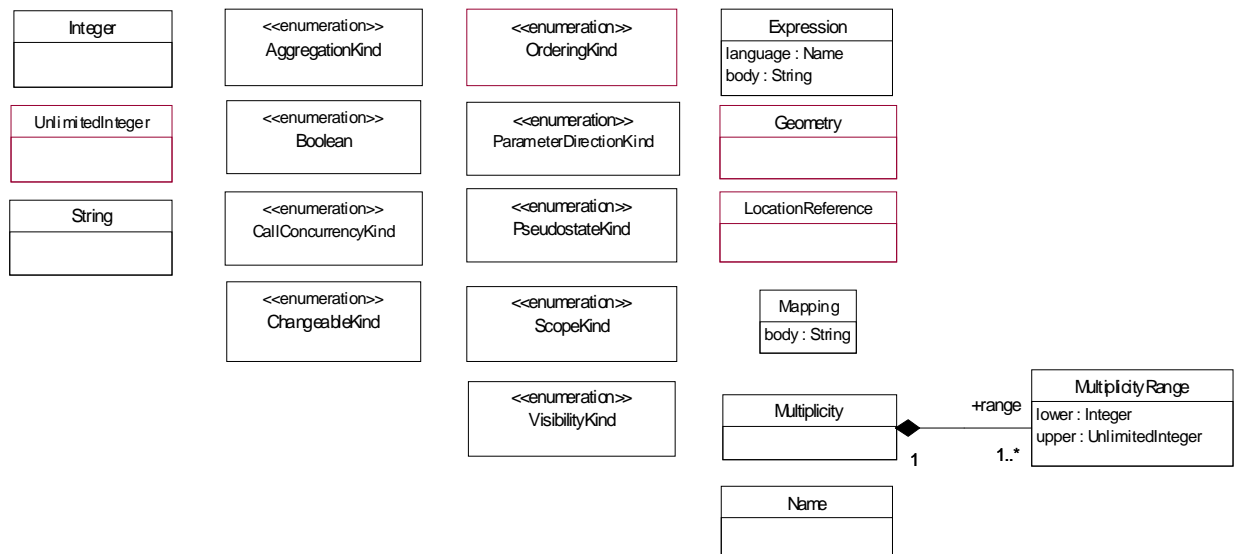 Integer
UnlimitedInteger
String
<<enumeration>>
AggregationKind
<<enumeration>>
Boolean
<<enumeration>>
CallConcurrencyKind
<<enumeration>>
ChangeableKind
<<enumeration>>
OrderingKind
<<enumeration>>
ParameterDirectionKind
<<enumeration>>
PseudostateKind
<<enumeration>>
ScopeKind
<<enumeration>>
VisibilityKind
Expression
language : Name
body : String
Geometry
LocationReference
Mapping
body : String
Multiplicity
1
+range
1..*
MultiplicityRange
lower : Integer
upper : UnlimitedInteger
Name